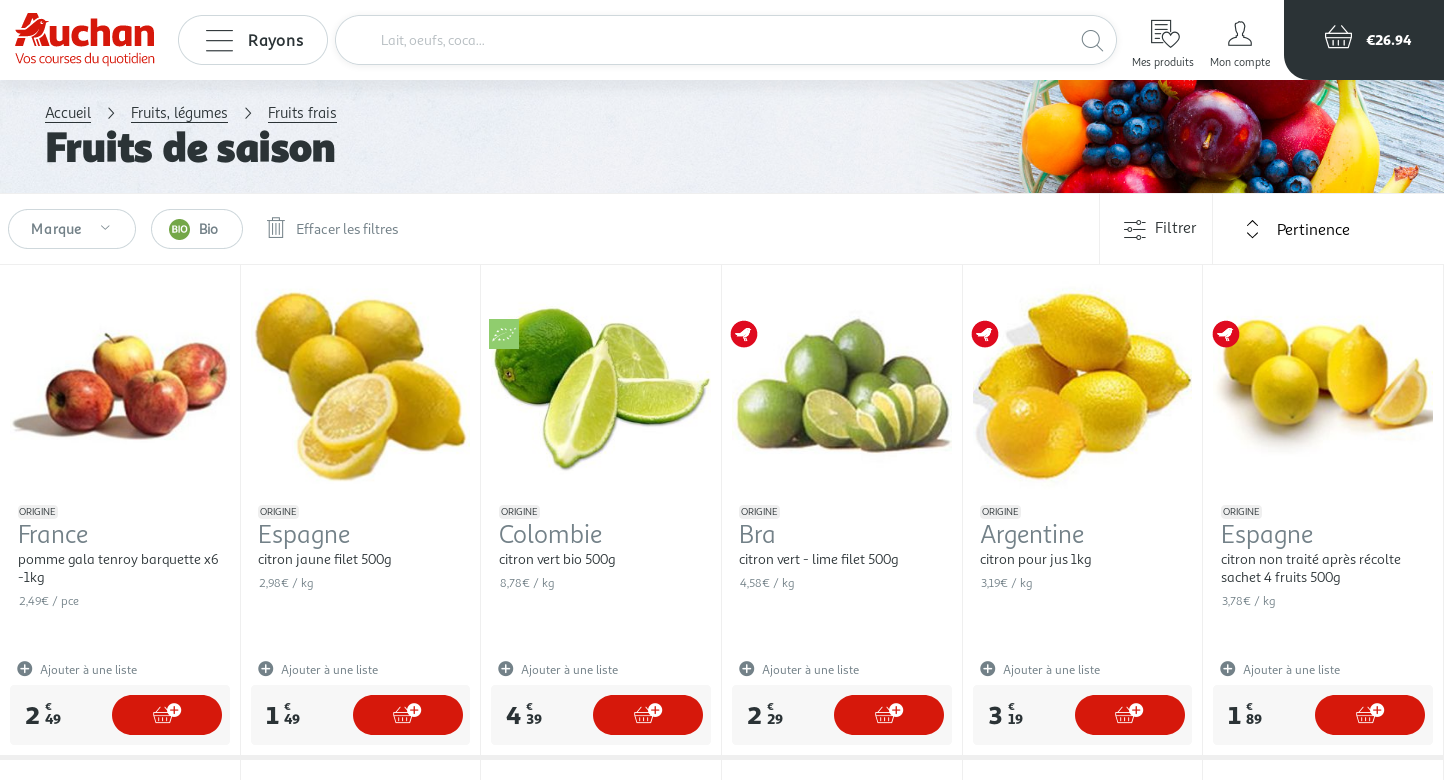 Auchan
Vos courses du quotidien
Rayons
Lait, oeufs, coca...
Mes produits
Mon compte
€26.94
Accueil
Fruits, légumes
Fruits frais
Fruits de saison
Marque
BIO
Bio
Effacer les filtres
Filtrer
Pertinence
ORIGINE
France
pomme gala tenroy barquette x6
-1kg
2,49€ / pce
Ajouter à une liste
2 € 49
ORIGINE
Espagne
citron jaune filet 500g
2,98€ / kg
Ajouter à une liste
1 € 49
ORIGINE
Colombie
citron vert bio 500g
8,78€ / kg
Ajouter à une liste
4 € 39
ORIGINE
Bra
citron vert - lime filet 500g
4,58€ / kg
Ajouter à une liste
2 € 29
ORIGINE
Argentine
citron pour jus 1kg
3,19€ / kg
Ajouter à une liste
3 € 19
ORIGINE
Espagne
citron non traité après récolte
sachet 4 fruits 500g
3,78€ / kg
Ajouter à une liste
1 € 89